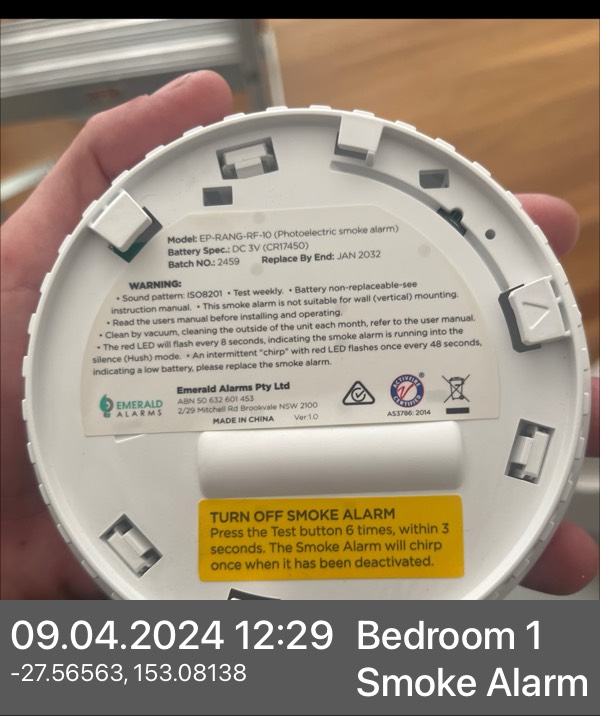 Model: EP-RANG-RF-10 (Photoelectric smoke alarm)
Battery Spec.: DC 3V (CR17450)
Batch NO.: 2459 Replace By End: JAN 2032
WARNING:
• Sound pattern: ISO8201 • Test weekly. • Battery non-replaceable-see
instruction manual. • This smoke alarm is not suitable for wall (vertical) mounting.
• Read the users manual before installing and operating.
• Clean by vacuum, cleaning the outside of the unit each month, refer to the user manual.
• The red LED will flash every 8 seconds, indicating the smoke alarm is running into the
silence (Hush) mode. • An intermittent "chirp" with red LED flashes once every 48 seconds,
indicating a low battery, please replace the smoke alarm.
EMERALD
ALARMS
Emerald Alarms Pty Ltd
ABN 50 632 601 453
2/29 Mitchell Rd Brookvale NSW 2100
MADE IN CHINA Ver:1.0
ACTIVFIRE
CERTIFIED
AS3786: 2014
TURN OFF SMOKE ALARM
Press the Test button 6 times, within 3
seconds. The Smoke Alarm will chirp
once when it has been deactivated.
09.04.2024 12:29
-27.56563, 153.08138
Bedroom 1
Smoke Alarm